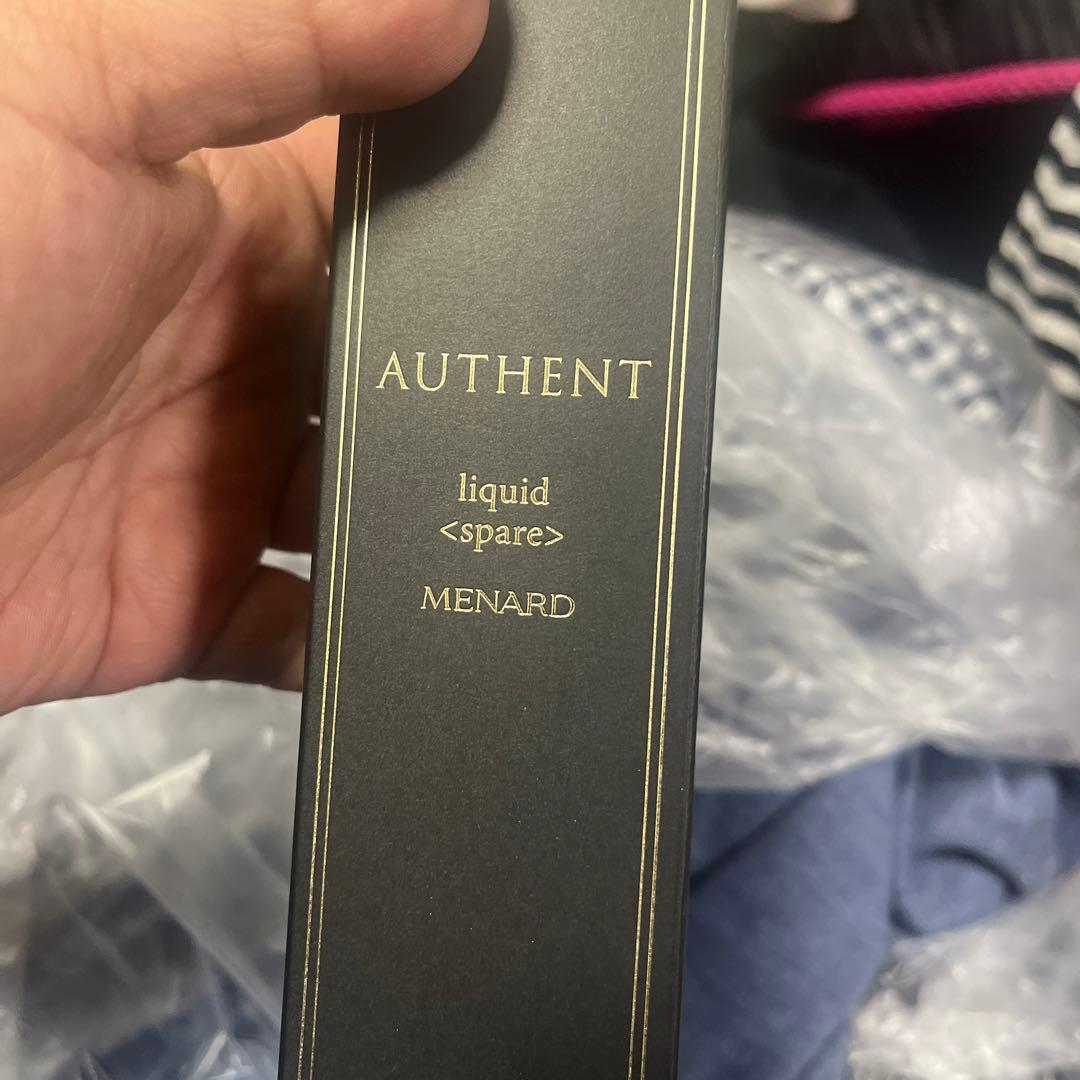 AUTHENT
liquid
<spare>
MENARD